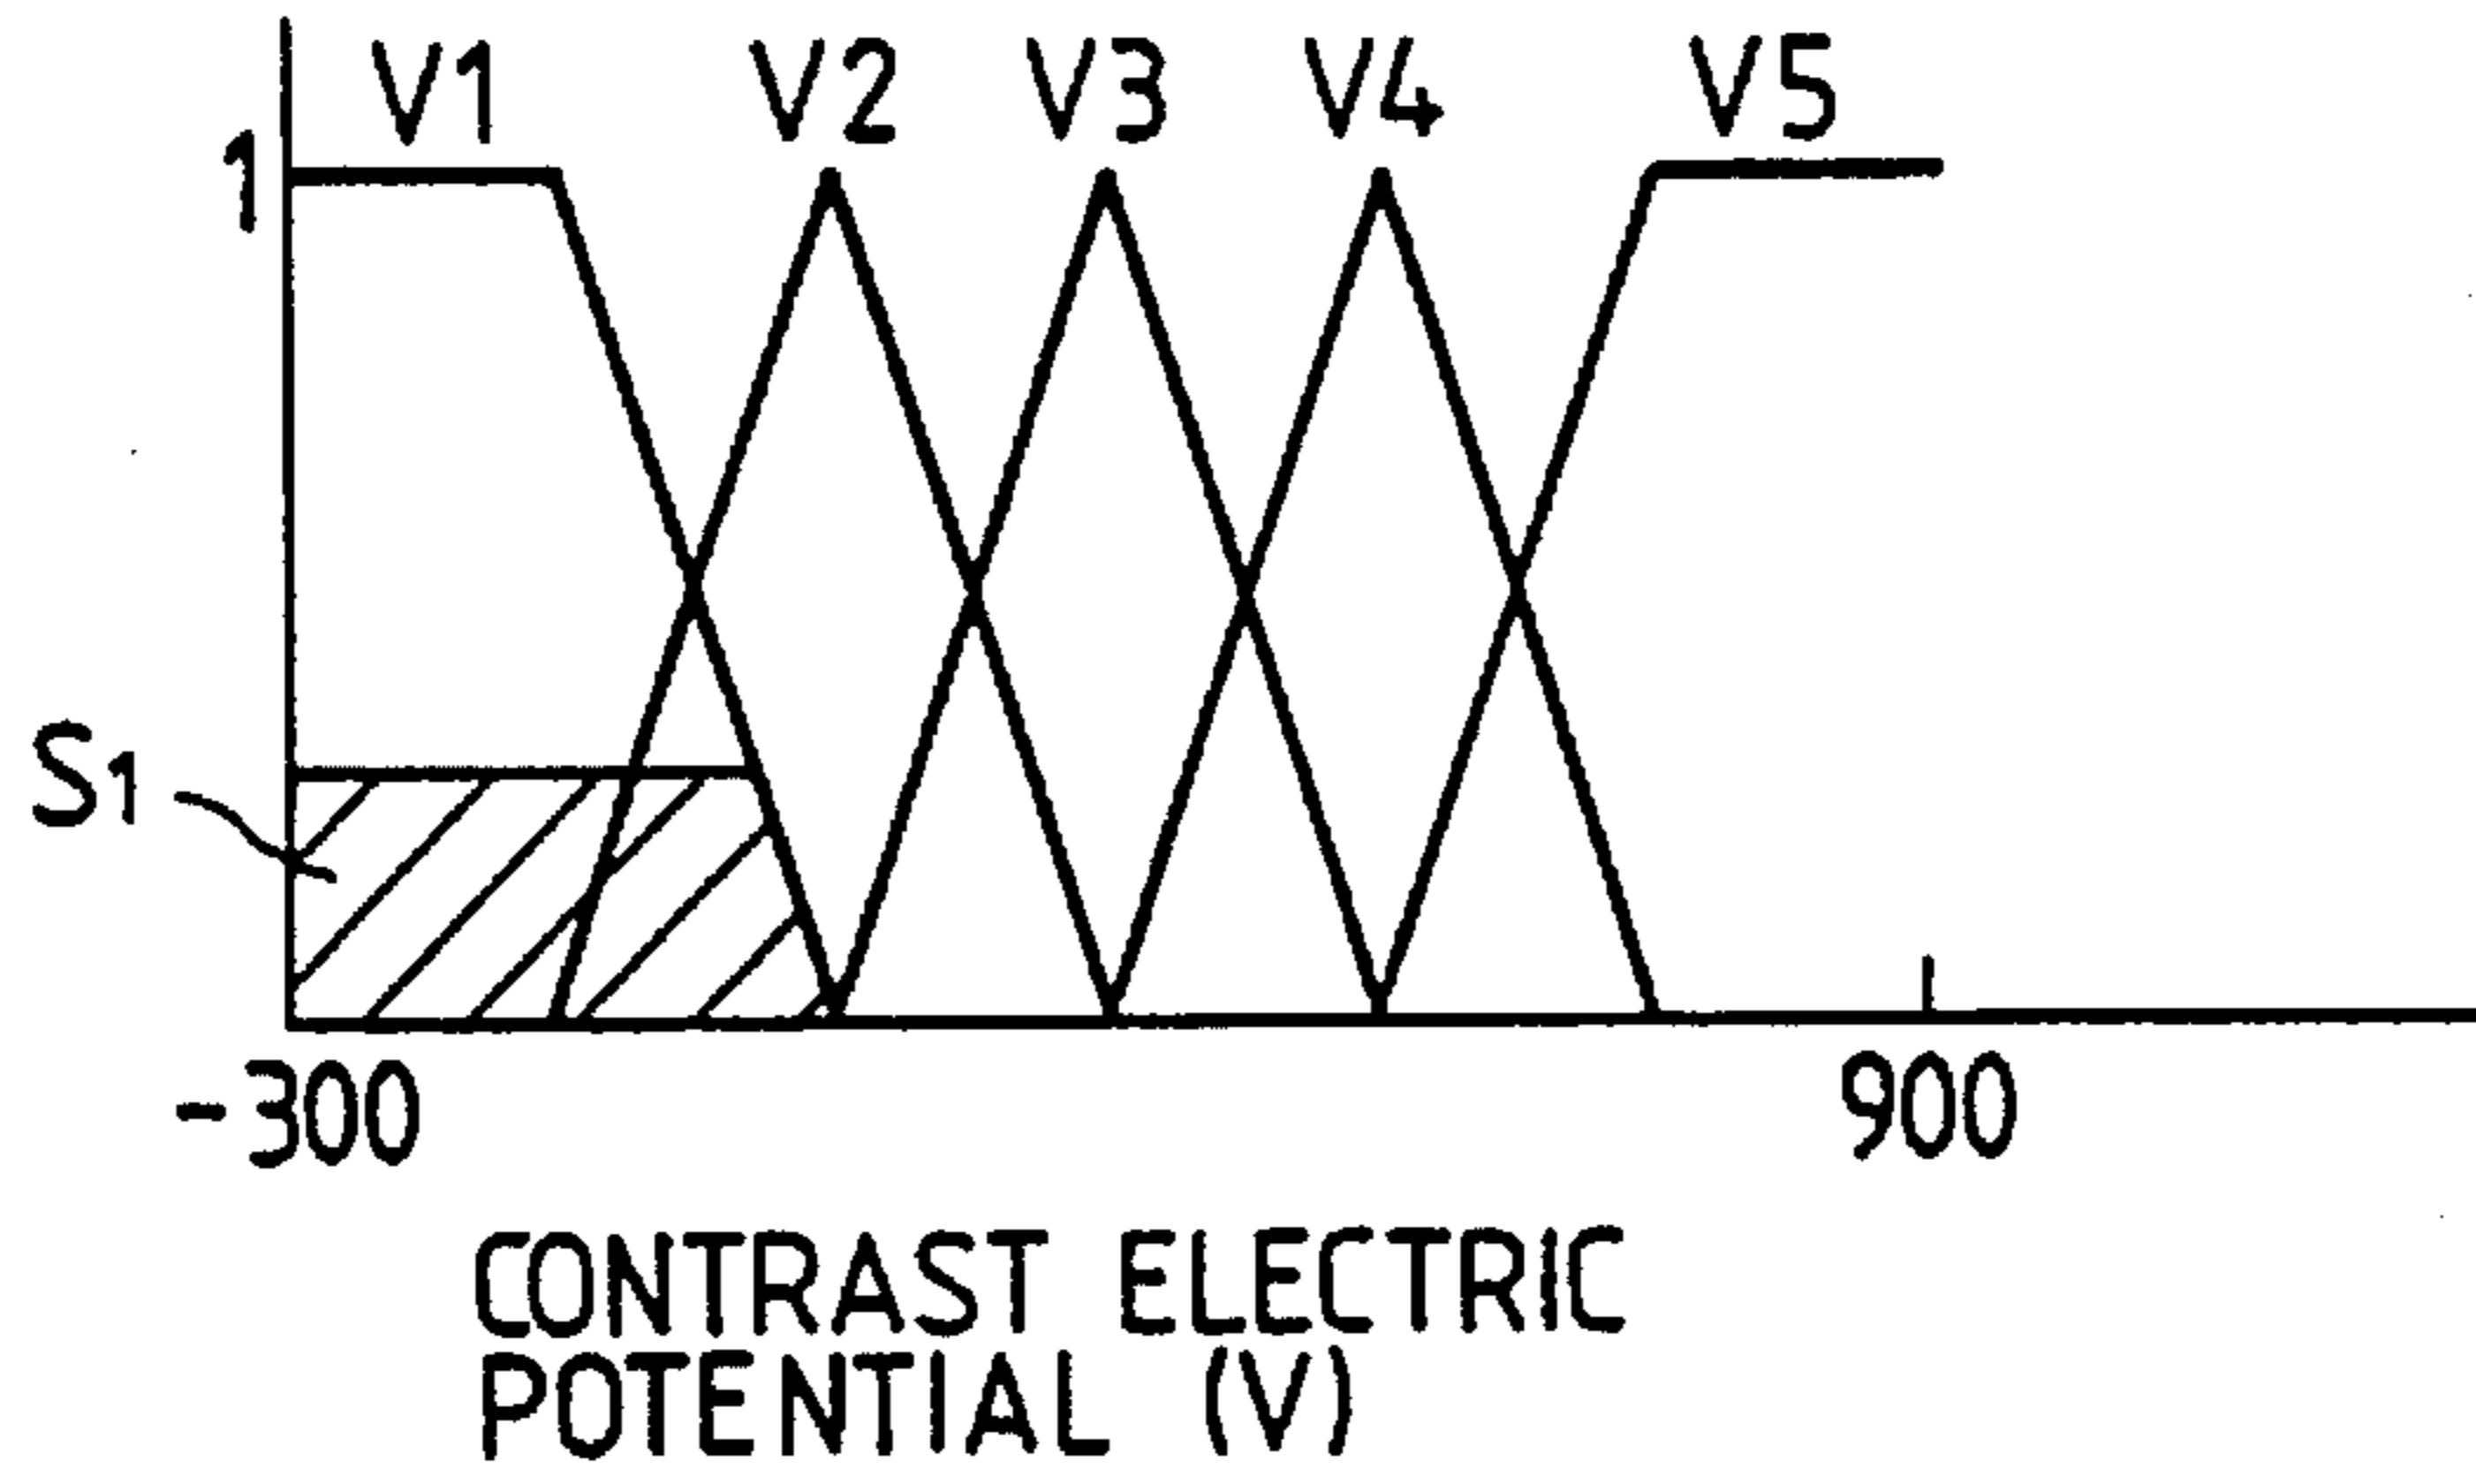 V1 V2 V3 V4 V5
1
S1
-300 900
CONTRAST ELECTRIC
POTENTIAL (V)